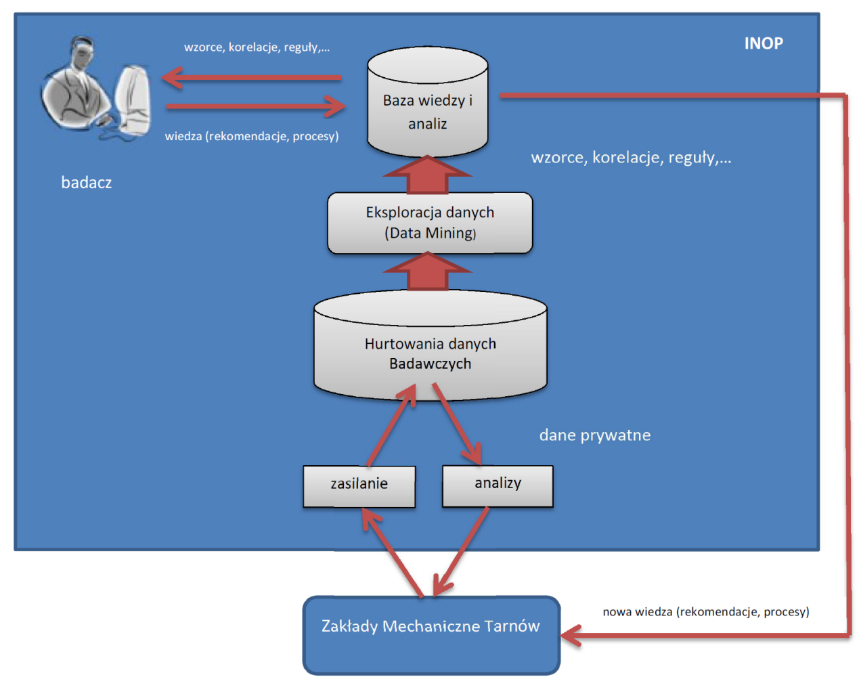 wzorce, korelacje, reguły,...
INOP
Baza wiedzy i
analiz
wiedza (rekomendacje, procesy)
wzorce, korelacje, reguły,...
badacz
Eksploracja danych
(Data Mining)
Hurtowania danych
Badawczych
dane prywatne
zasilanie
analizy
nowa wiedza (rekomendacje, procesy)
Zakłady Mechaniczne Tarnów